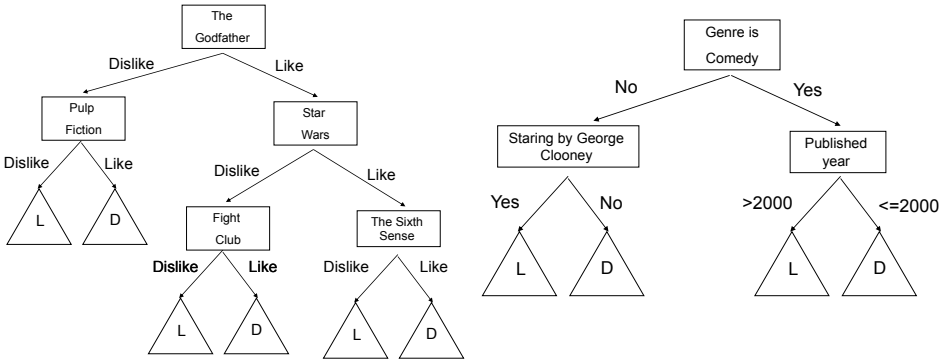 The
Godfather
Dislike
Like
Pulp
Fiction
Star
Wars
Dislike
Like
Dislike
Like
L
D
Fight
Club
The Sixth
Sense
Dislike
Like
Dislike
Like
L
D
L
D
Genre is
Comedy
No
Yes
Staring by George
Clooney
Published
year
Yes
No
>2000
<=2000
L
D
L
D